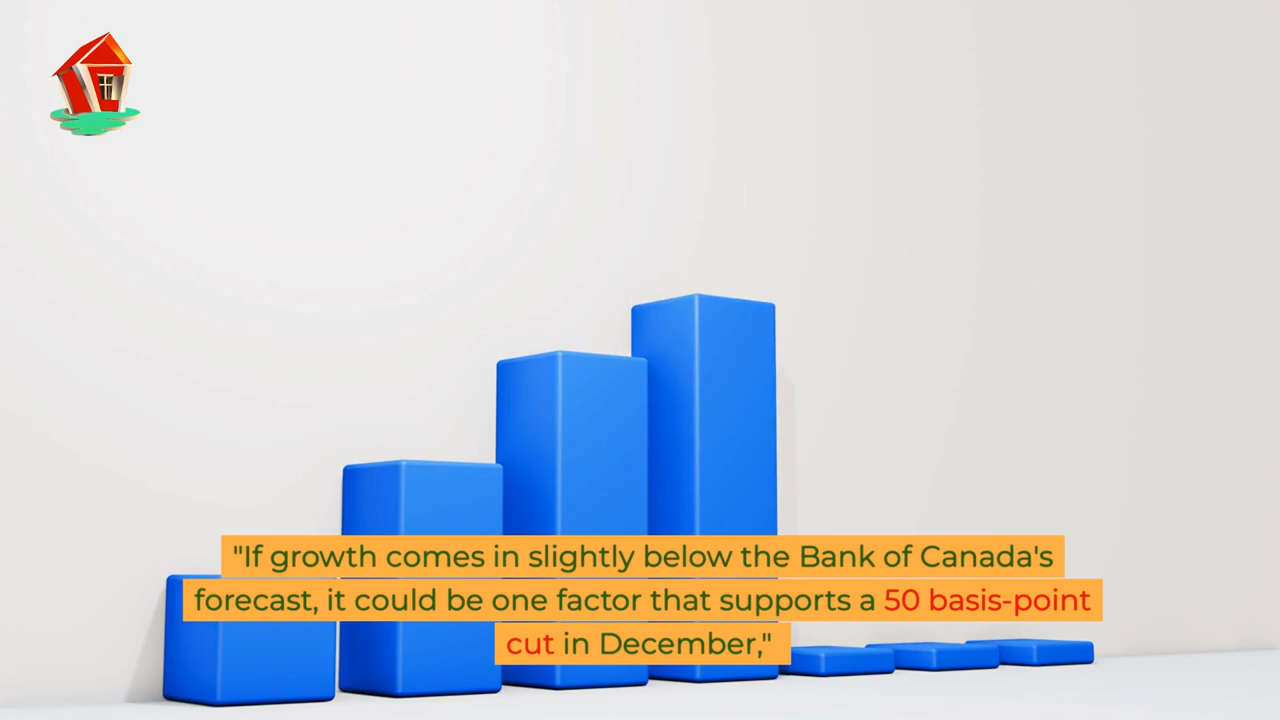 "If growth comes in slightly below the Bank of Canada's
forecast, it could be one factor that supports a 50 basis-point
cut in December,"